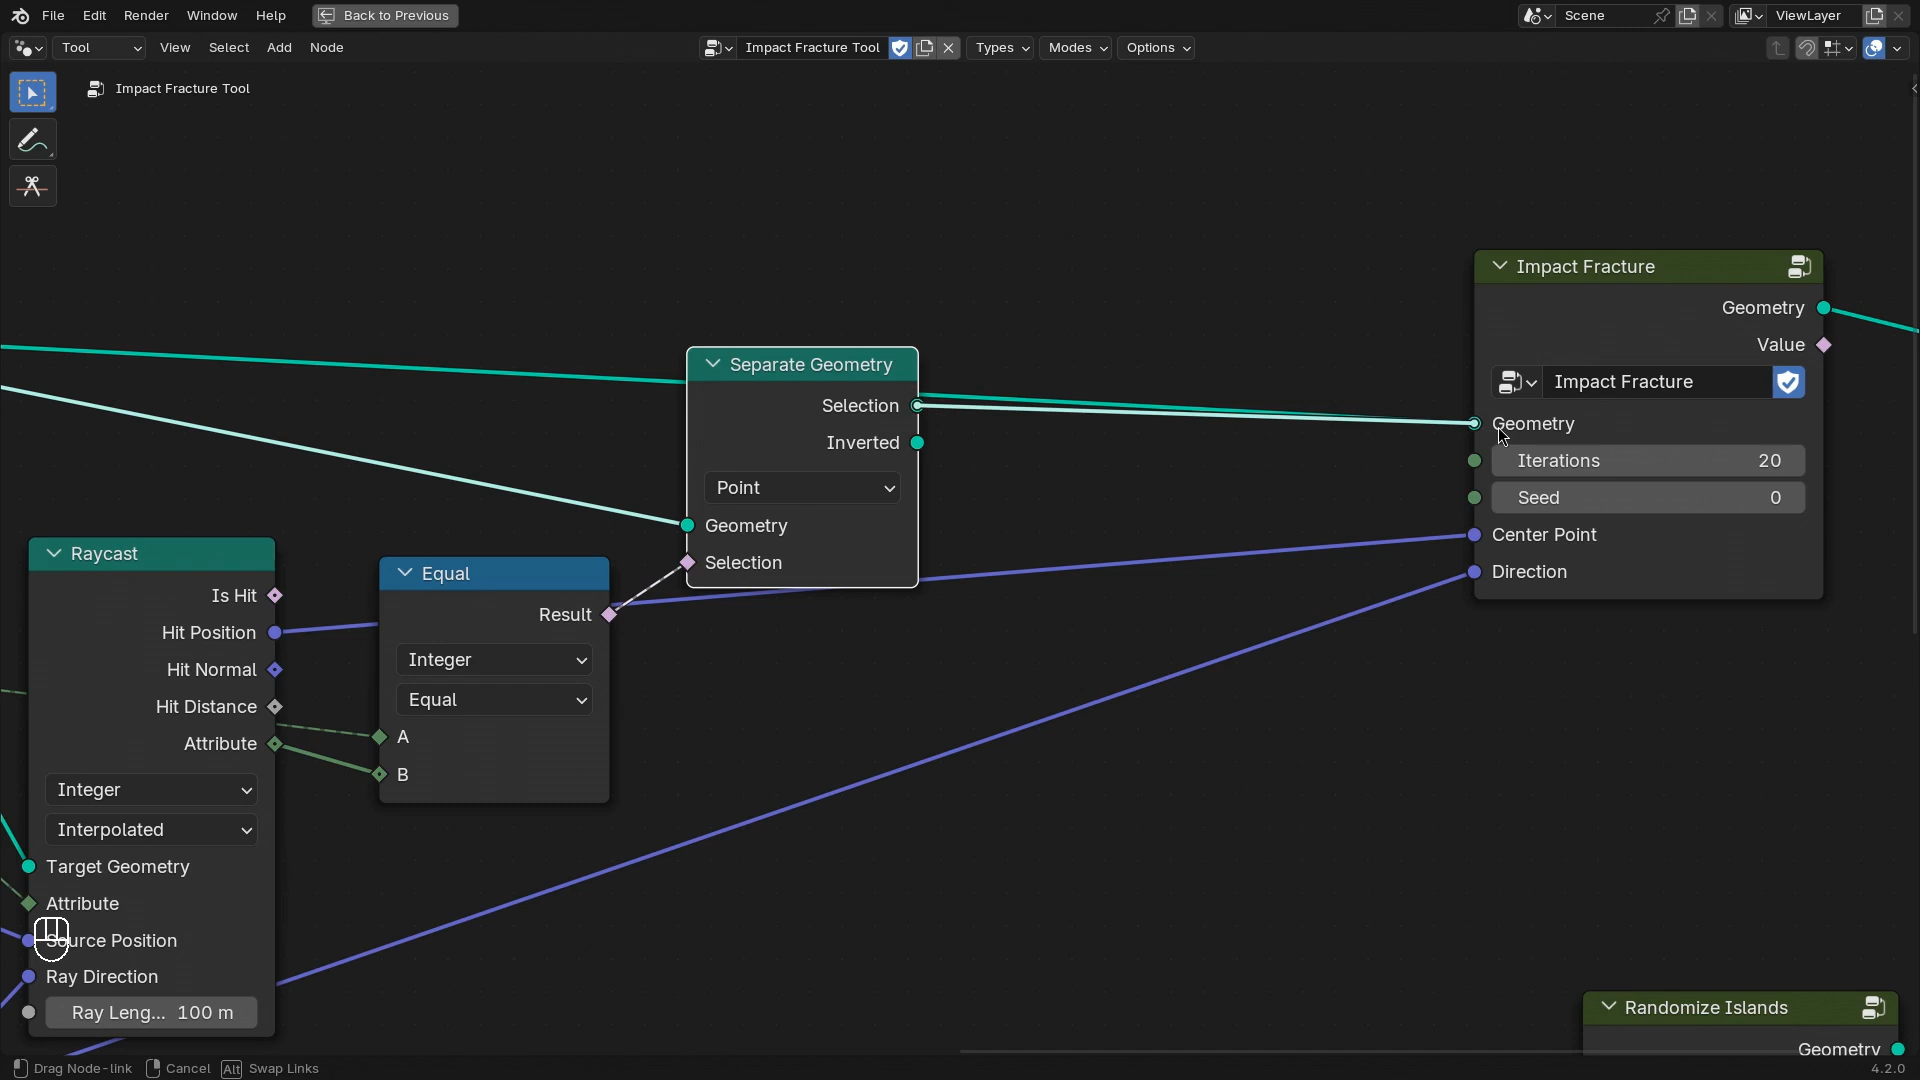 File Edit Render Window Help Back to Previous Scene ViewLayer
Tool View Select Add Node Impact Fracture Tool Types Modes Options
Impact Fracture Tool
Impact Fracture
Geometry
Value
Impact Fracture
Geometry
Iterations 20
Seed 0
Center Point
Direction
Separate Geometry
Selection
Inverted
Point
Geometry
Selection
Raycast
Is Hit
Hit Position
Hit Normal
Hit Distance
Attribute
Integer
Interpolated
Target Geometry
Attribute
Source Position
Ray Direction
Ray Leng... 100 m
Equal
Result
Integer
Equal
A
B
Randomize Islands
Geometry
Drag Node-link Cancel Alt Swap Links 4.2.0